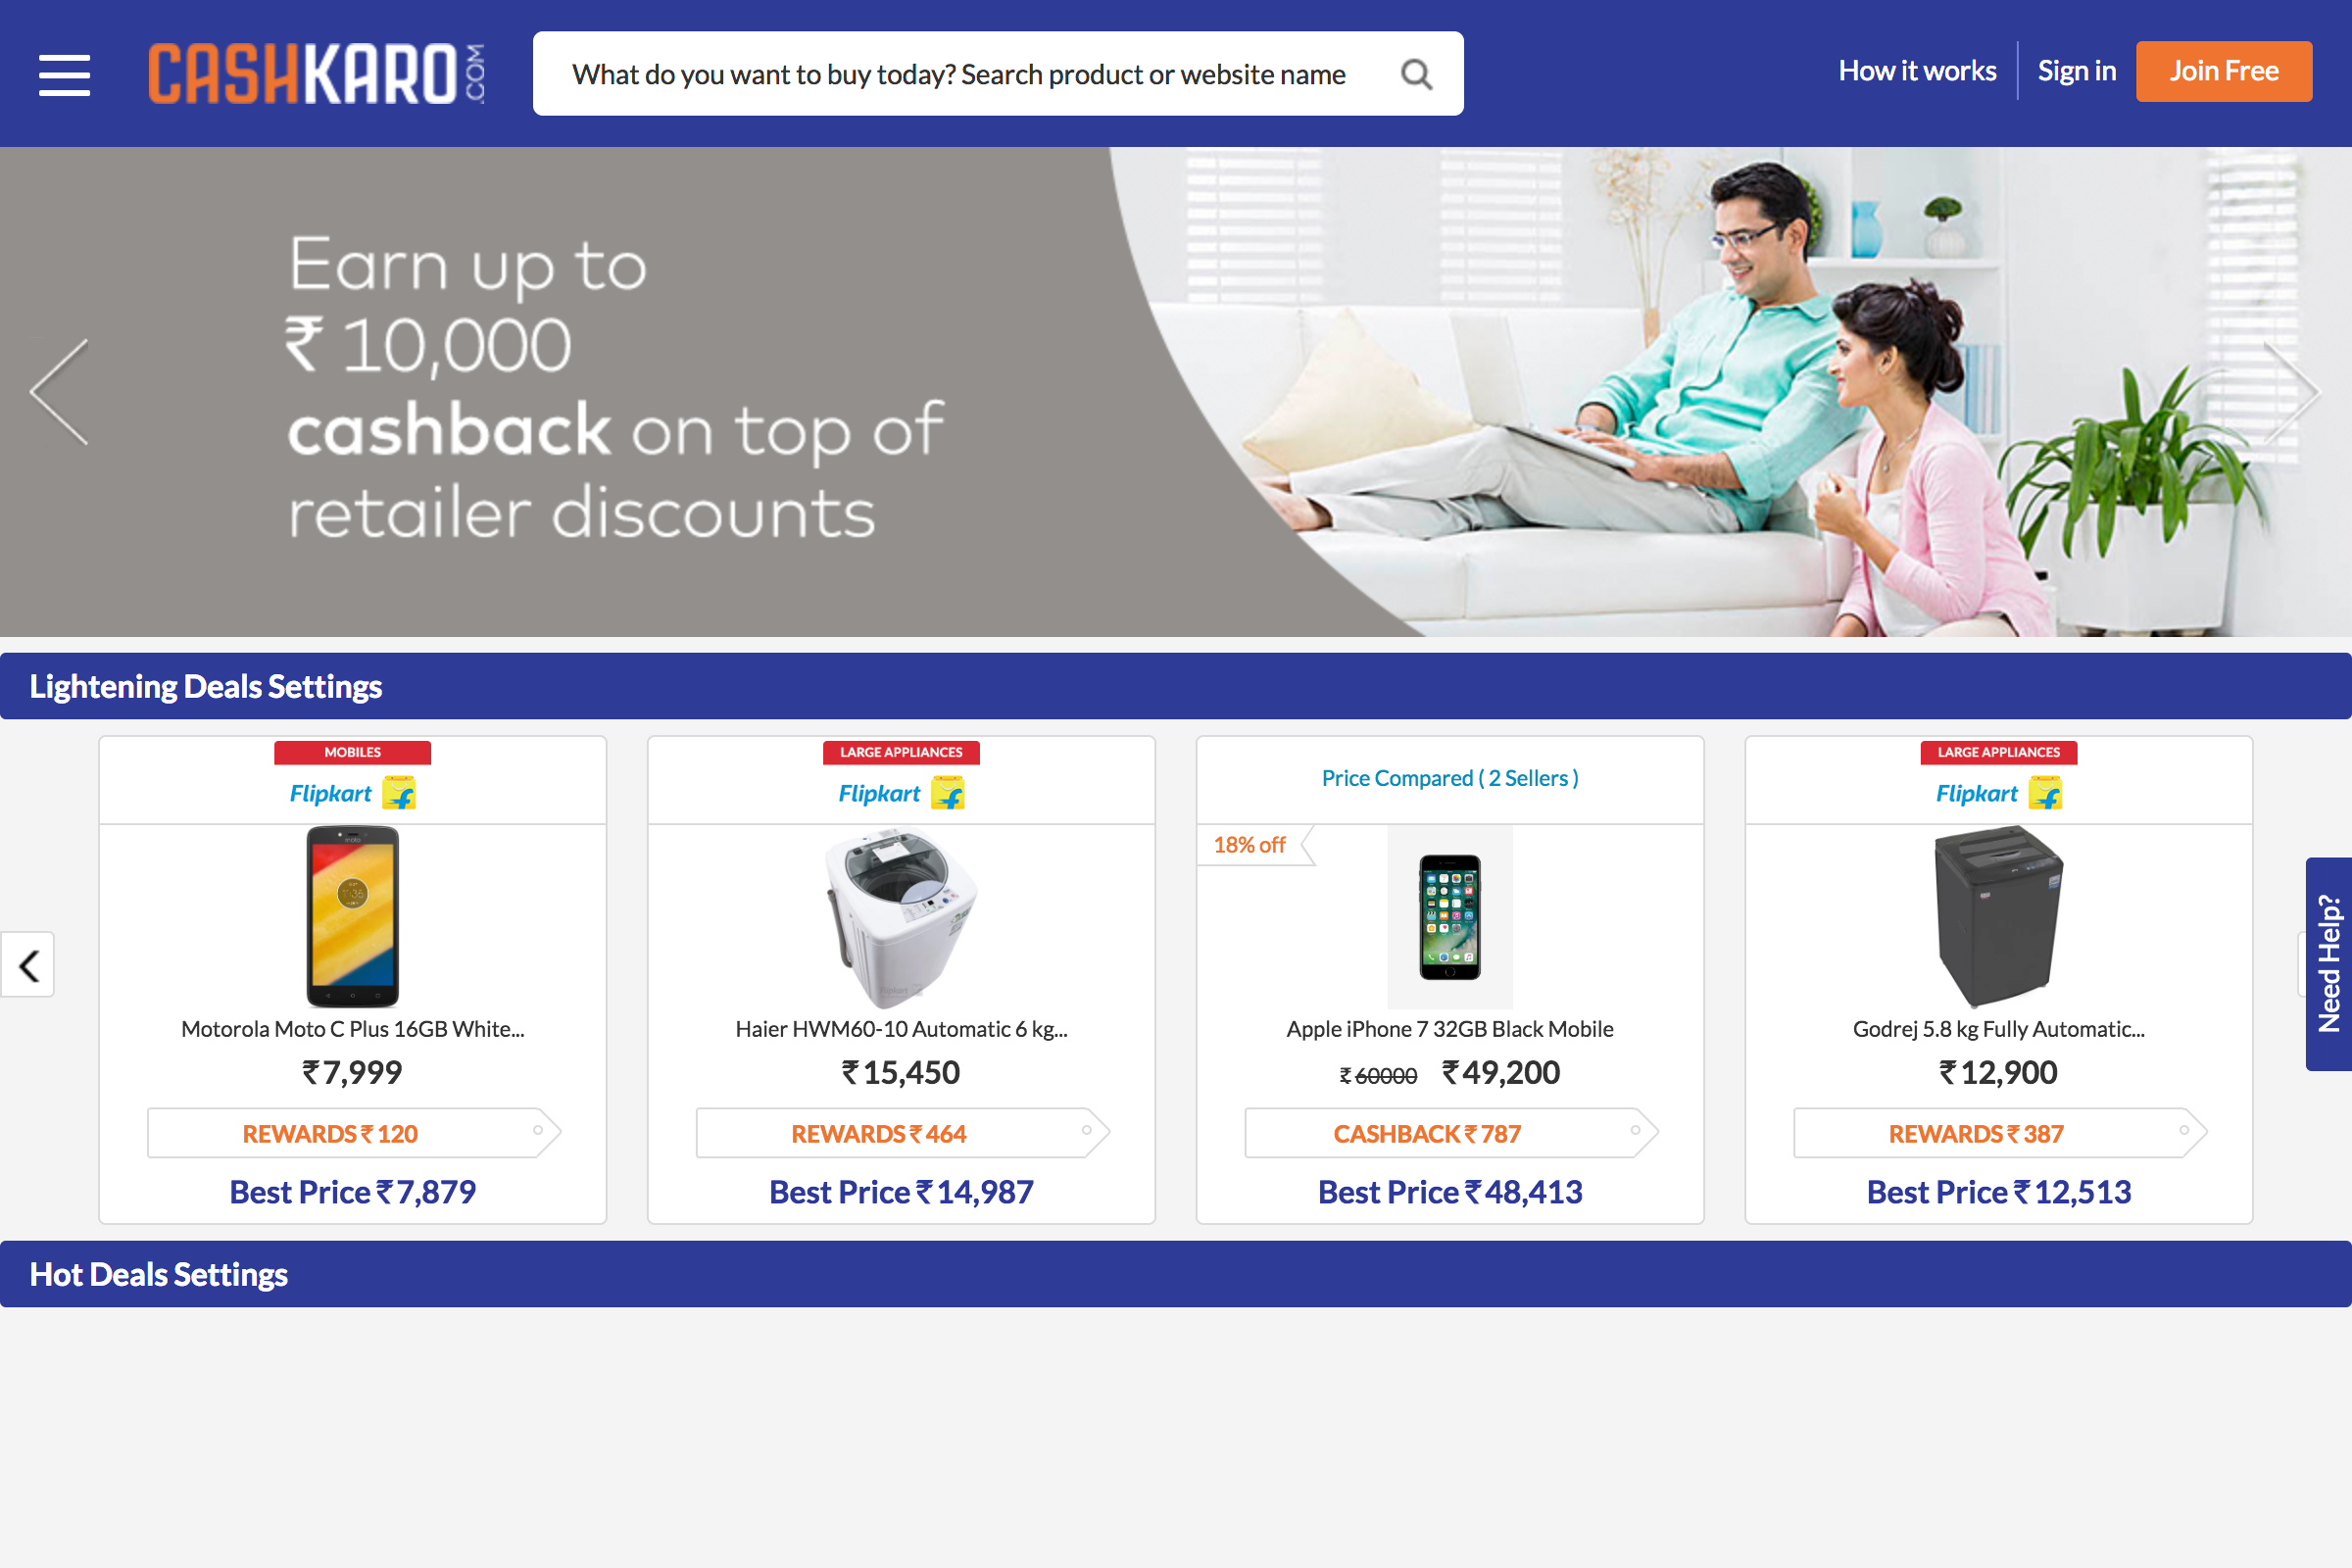 CASHKARO.COM
What do you want to buy today? Search product or website name
How it works
Sign in
Join Free
Earn up to
₹ 10,000
cashback on top of
retailer discounts
Lightening Deals Settings
MOBILES
Flipkart
Motorola Moto C Plus 16GB White...
₹7,999
REWARDS ₹ 120
Best Price ₹7,879
LARGE APPLIANCES
Flipkart
Haier HWM60-10 Automatic 6 kg...
₹15,450
REWARDS ₹ 464
Best Price ₹14,987
Price Compared ( 2 Sellers )
18% off
Apple iPhone 7 32GB Black Mobile
₹60000 ₹49,200
CASHBACK ₹ 787
Best Price ₹48,413
LARGE APPLIANCES
Flipkart
Godrej 5.8 kg Fully Automatic...
₹12,900
REWARDS ₹ 387
Best Price ₹12,513
Need Help?
Hot Deals Settings